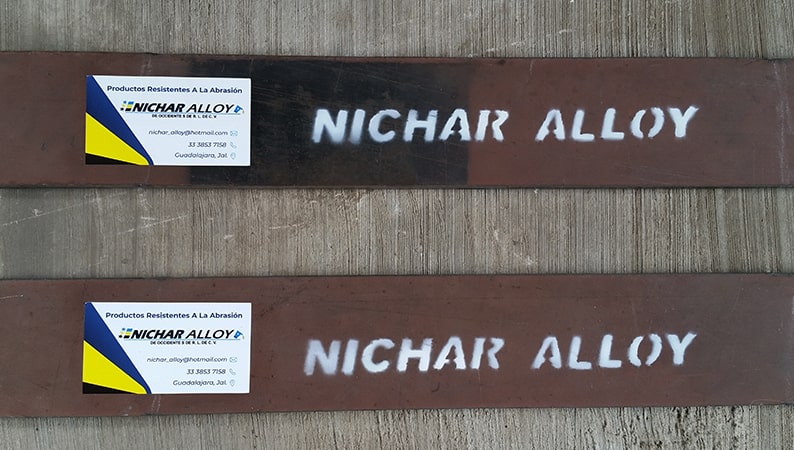 Productos Resistentes A La Abrasión
NICHAR ALLOY
DE OCCIDENTE S DE R. L. DE C. V.
nichar_alloy@hotmail.com
33 3853 7158
Guadalajara, Jal.
NICHAR ALLOY
Productos Resistentes A La Abrasión
NICHAR ALLOY
DE OCCIDENTE S DE R. L. DE C. V.
nichar_alloy@hotmail.com
33 3853 7158
Guadalajara, Jal.
NICHAR ALLOY